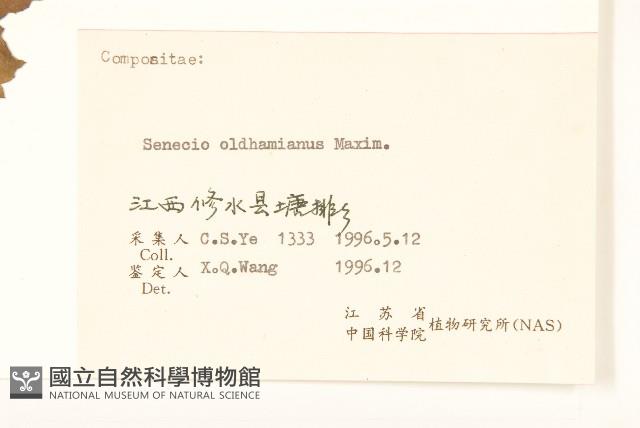 Compositae:
Senecio oldhamianus Maxim.
江西修水县塘排乡
采集人 C.S.Ye 1333 1996.5.12
Coll.
鉴定人 X.Q.Wang 1996.12
Det.
江苏省
中国科学院 植物研究所(NAS)
國立自然科學博物館
NATIONAL MUSEUM OF NATURAL SCIENCE